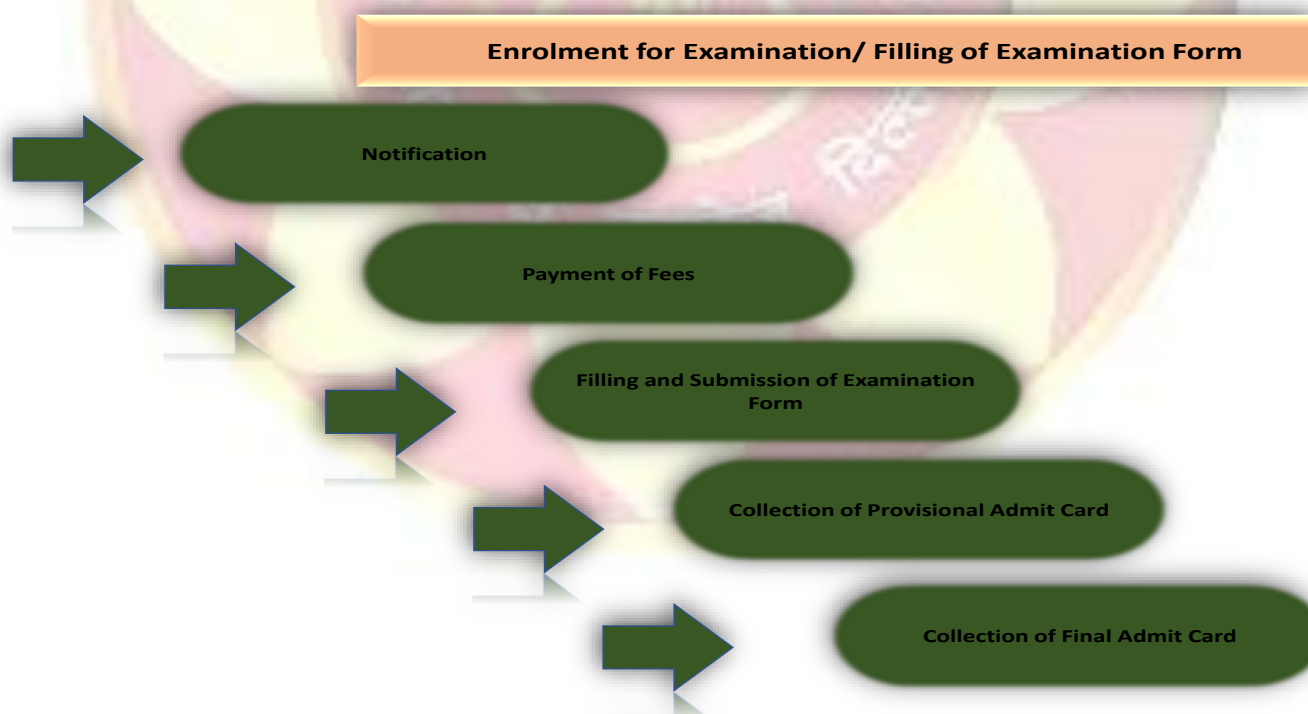 Enrolment for Examination/ Filling of Examination Form
Notification
Payment of Fees
Filling and Submission of Examination
Form
Collection of Provisional Admit Card
Collection of Final Admit Card